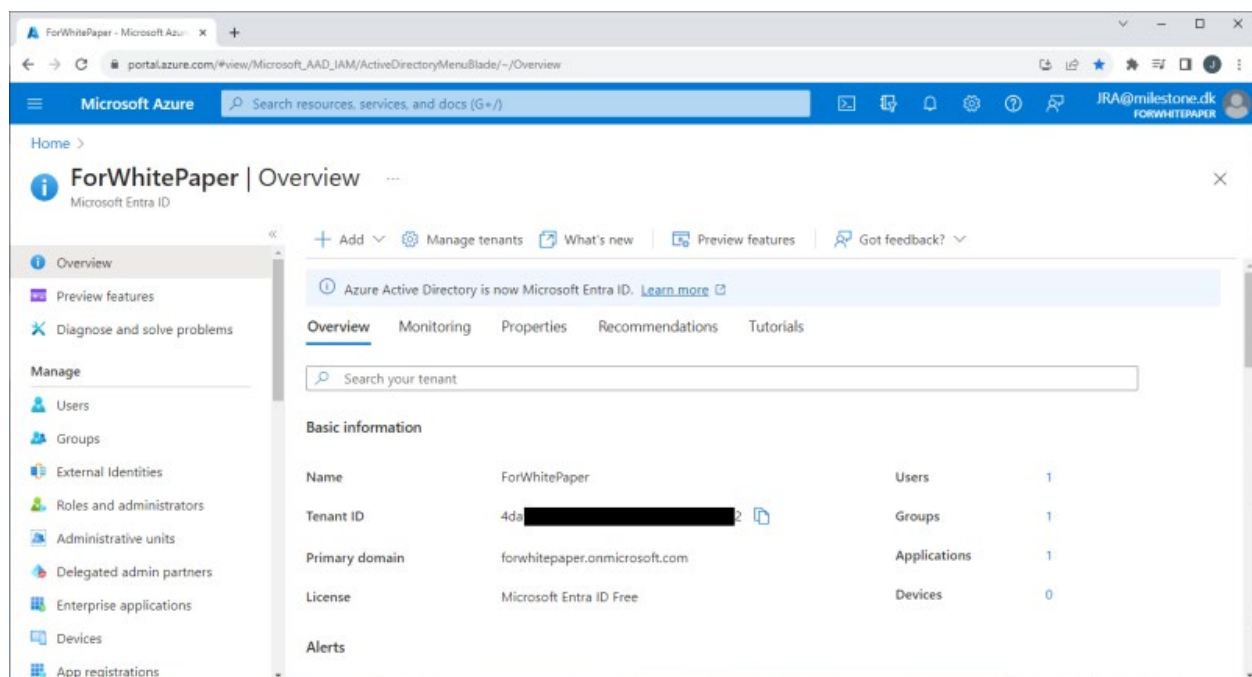 ForWhitePaper - Microsoft Azu
portal.azure.com/#view/Microsoft_AAD_IAM/ActiveDirectoryMenuBlade/~/Overview
J
Microsoft Azure
Search resources, services, and docs (G+/)
JRA@milestone.dk
FORWHITEPAPER
Home >
ForWhitePaper | Overview ...
Microsoft Entra ID
Add
Manage tenants
What's new
Preview features
Got feedback?
Overview
Preview features
Diagnose and solve problems
Manage
Users
Groups
External Identities
Roles and administrators
Administrative units
Delegated admin partners
Enterprise applications
Devices
App registrations
Azure Active Directory is now Microsoft Entra ID. Learn more
Overview Monitoring Properties Recommendations Tutorials
Search your tenant
Basic information
Name ForWhitePaper Users 1
Tenant ID 4da 2 Groups 1
Primary domain forwhitepaper.onmicrosoft.com Applications 1
License Microsoft Entra ID Free Devices 0
Alerts